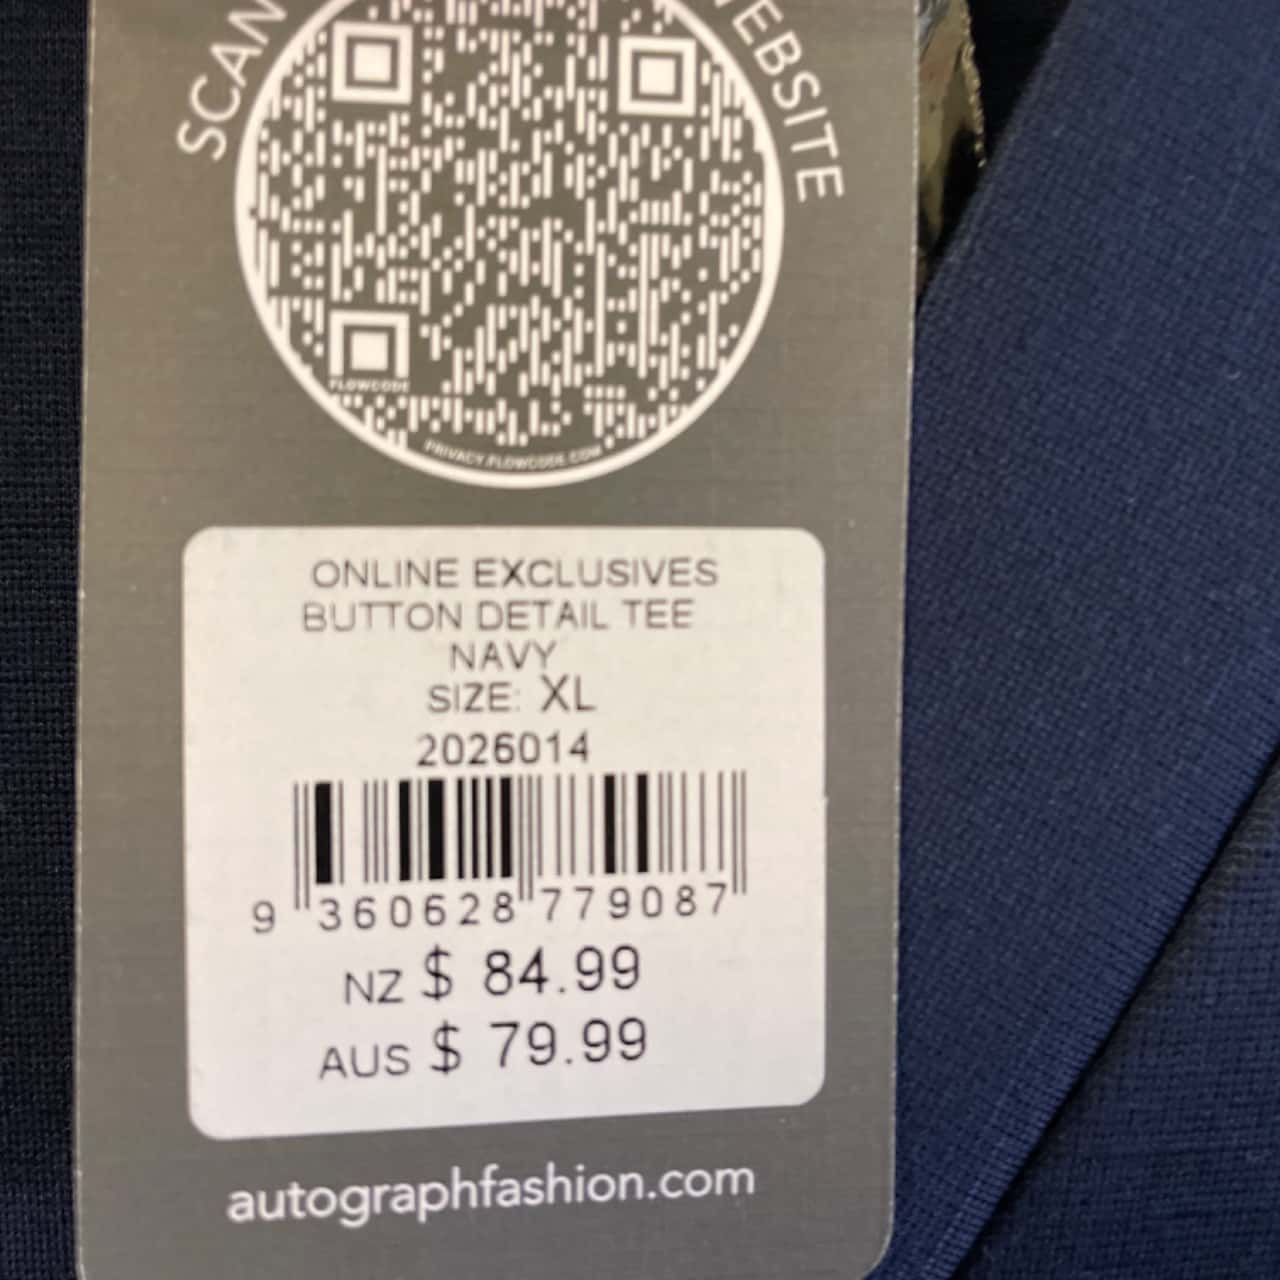 SCAN
WEBSITE
FLOWCODE
PRIVACY.FLOWCODE.COM
ONLINE EXCLUSIVES
BUTTON DETAIL TEE
NAVY
SIZE: XL
2026014
9 360628 779087
NZ $ 84.99
AUS $ 79.99
autographfashion.com